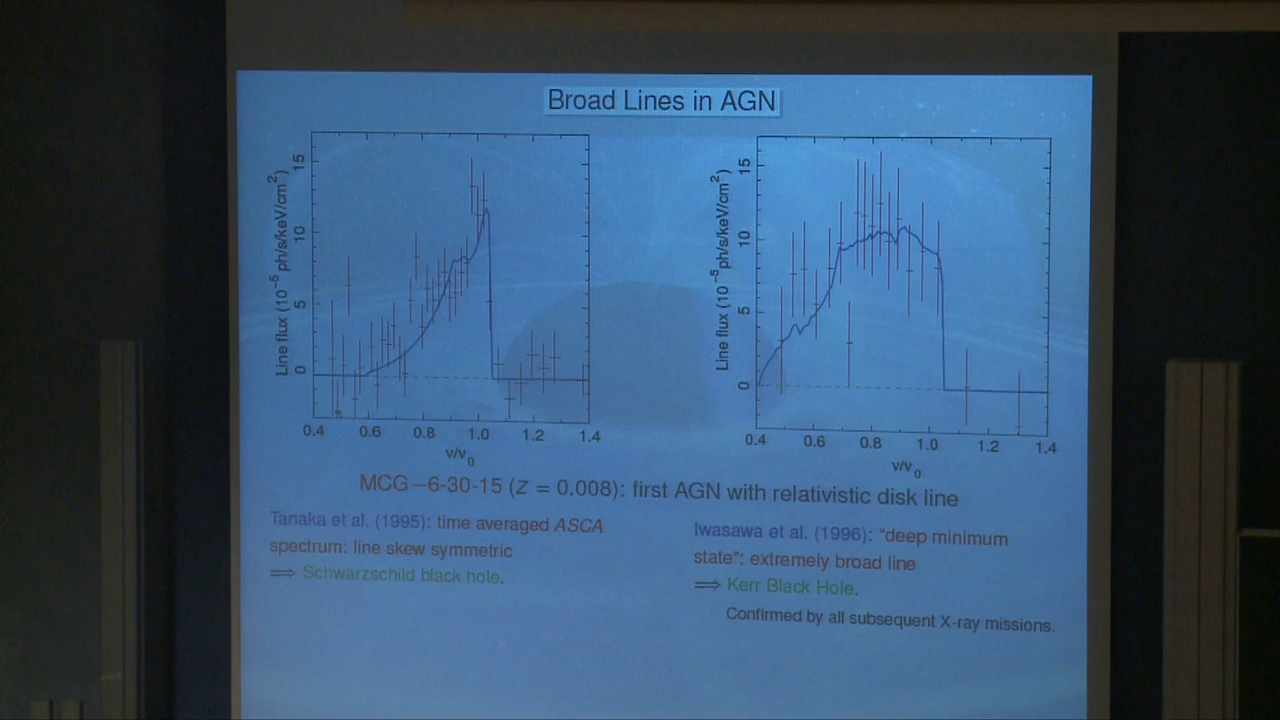 Broad Lines in AGN
Line flux (10⁻⁵ ph/s/keV/cm²)
15
10
5
0
0.4 0.6 0.8 1.0 1.2 1.4
ν/ν₀
Line flux (10⁻⁵ ph/s/keV/cm²)
15
10
5
0
0.4 0.6 0.8 1.0 1.2 1.4
ν/ν₀
MCG−6-30-15 (z = 0.008): first AGN with relativistic disk line
Tanaka et al. (1995): time averaged ASCA
spectrum: line skew symmetric
⟹ Schwarzschild black hole.
Iwasawa et al. (1996): “deep minimum
state”: extremely broad line
⟹ Kerr Black Hole.
Confirmed by all subsequent X-ray missions.